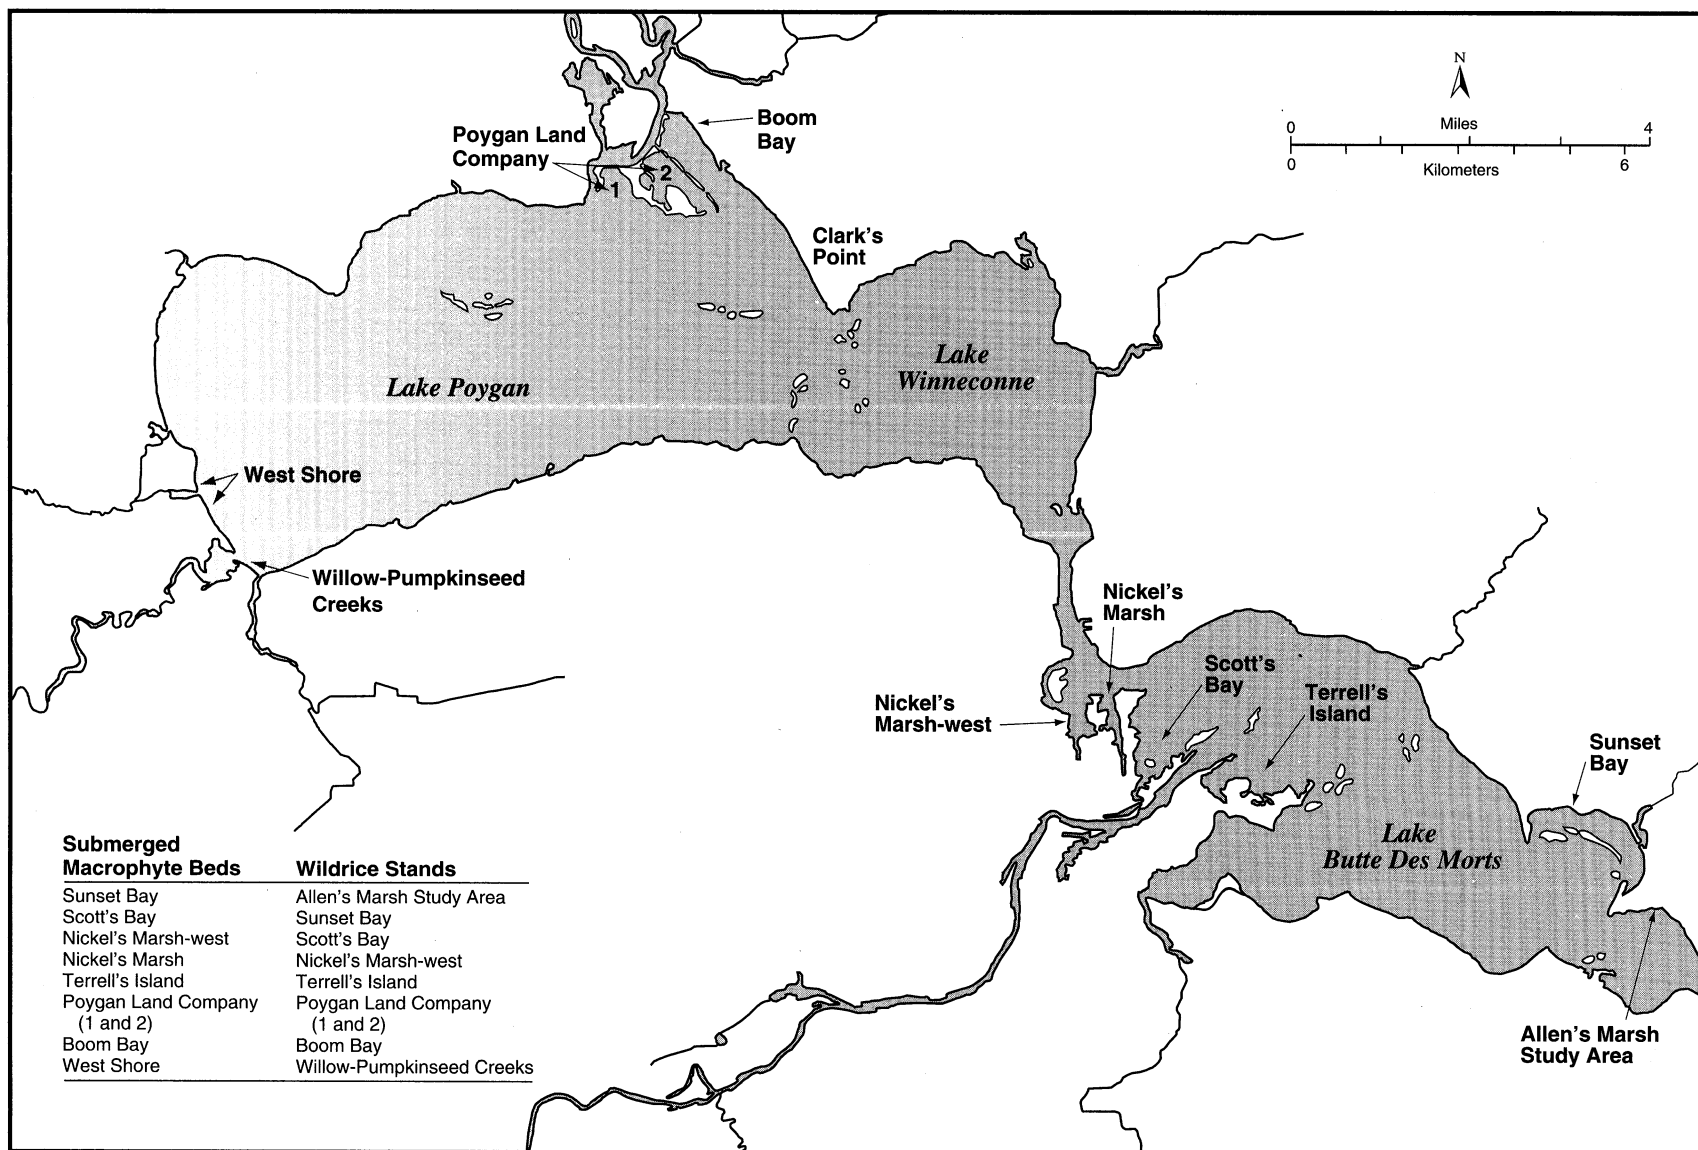 N
0 Miles 4
0 Kilometers 6
Boom
Bay
Poygan Land
Company
1
2
Clark's
Point
Lake
Winneconne
Lake Poygan
West Shore
Willow-Pumpkinseed
Creeks
Nickel's
Marsh
Nickel's
Marsh-west
Scott's
Bay
Terrell's
Island
Sunset
Bay
Lake
Butte Des Morts
Allen's Marsh
Study Area
Submerged
Macrophyte Beds Wildrice Stands
Sunset Bay Allen's Marsh Study Area
Scott's Bay Sunset Bay
Nickel's Marsh-west Scott's Bay
Nickel's Marsh Nickel's Marsh-west
Terrell's Island Terrell's Island
Poygan Land Company Poygan Land Company
(1 and 2) (1 and 2)
Boom Bay Boom Bay
West Shore Willow-Pumpkinseed Creeks